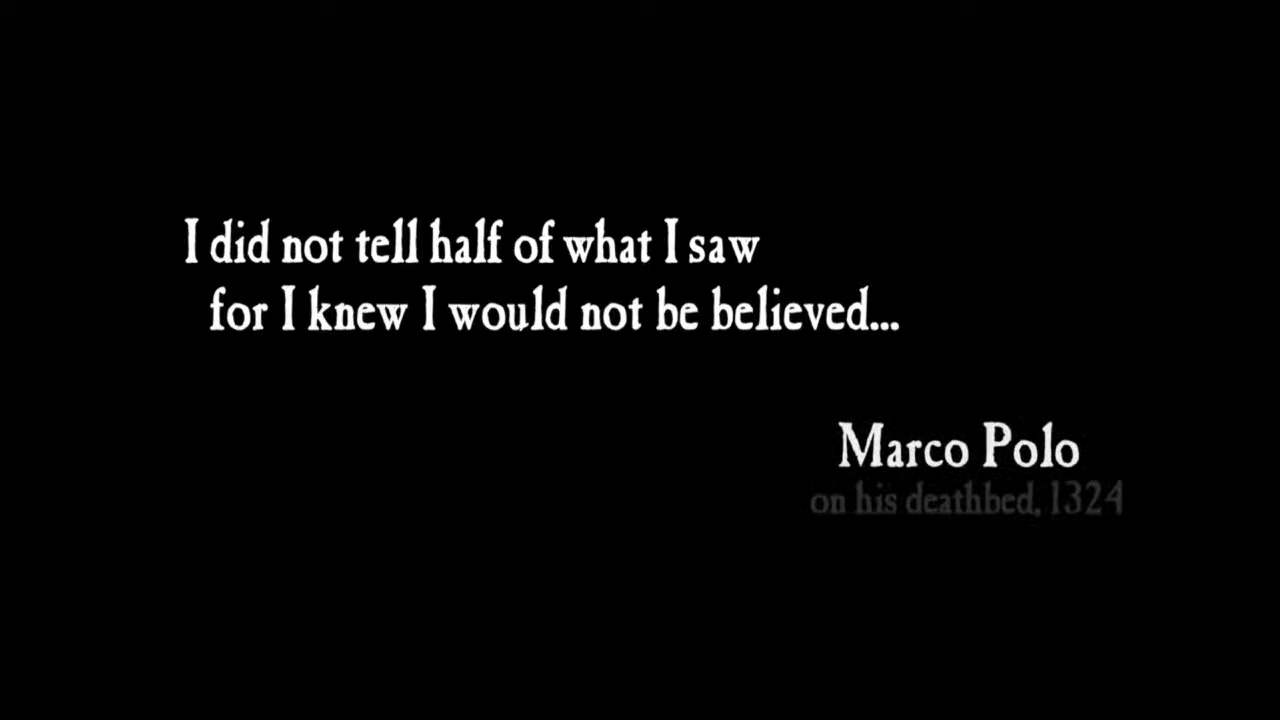 I did not tell half of what I saw
for I knew I would not be believed...
Marco Polo
on his deathbed, 1324